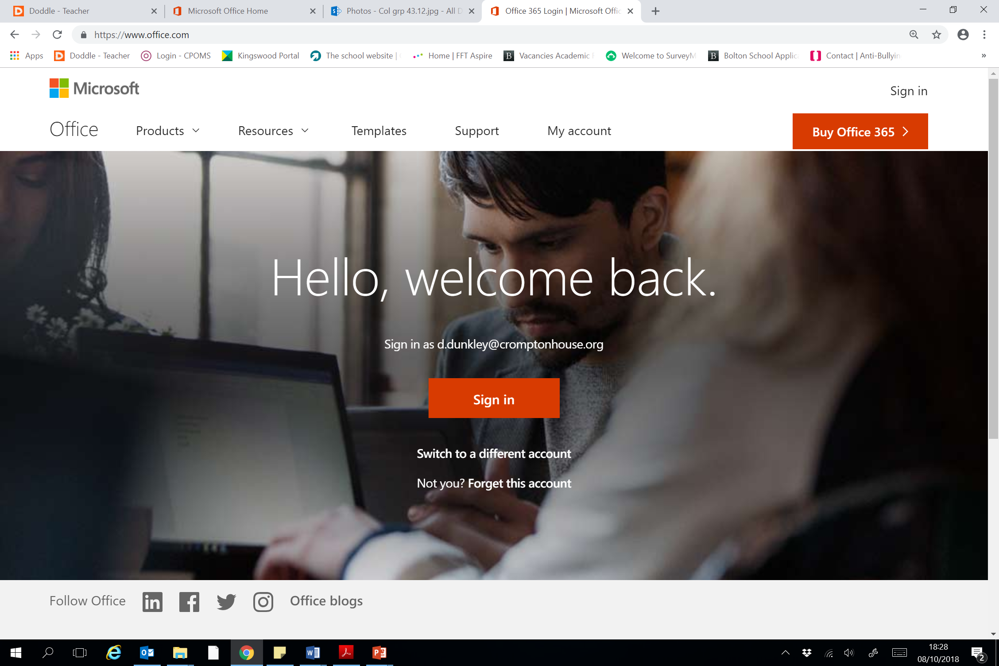 Doddle - Teacher
Microsoft Office Home
Photos - Col grp 43.12.jpg - All D
Office 365 Login | Microsoft Offic
https://www.office.com
Apps
Doddle - Teacher
Login - CPOMS
Kingswood Portal
The school website |
Home | FFT Aspire
Vacancies Academic
Welcome to SurveyM
Bolton School Applic
Contact | Anti-Bullyin
»
Microsoft
Sign in
Office
Products
Resources
Templates
Support
My account
Buy Office 365
Hello, welcome back.
Sign in as d.dunkley@cromptonhouse.org
Sign in
Switch to a different account
Not you? Forget this account
Follow Office
Office blogs
18:28
08/10/2018
2